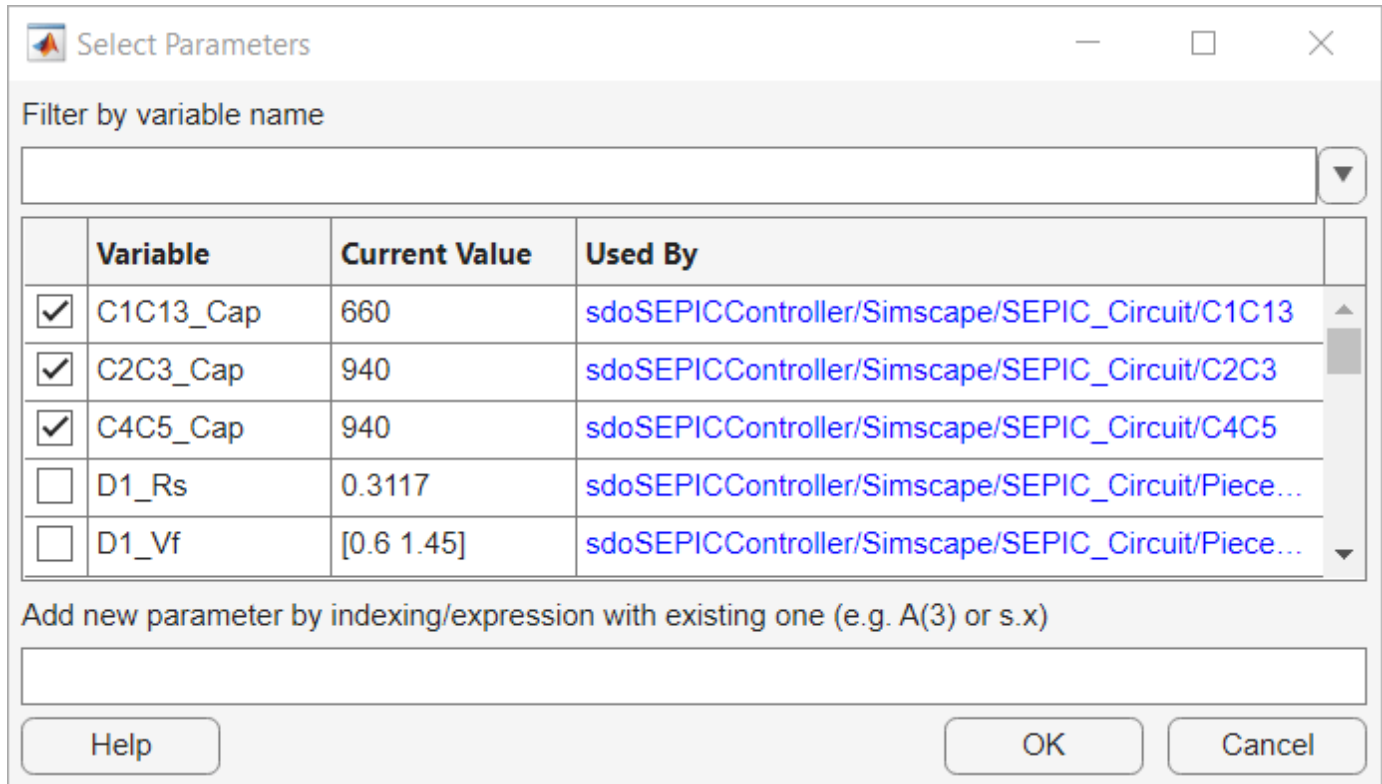 Select Parameters
Filter by variable name
Variable Current Value Used By
C1C13_Cap 660 sdoSEPICController/Simscape/SEPIC_Circuit/C1C13
C2C3_Cap 940 sdoSEPICController/Simscape/SEPIC_Circuit/C2C3
C4C5_Cap 940 sdoSEPICController/Simscape/SEPIC_Circuit/C4C5
D1_Rs 0.3117 sdoSEPICController/Simscape/SEPIC_Circuit/Piece...
D1_Vf [0.6 1.45] sdoSEPICController/Simscape/SEPIC_Circuit/Piece...
Add new parameter by indexing/expression with existing one (e.g. A(3) or s.x)
Help OK Cancel